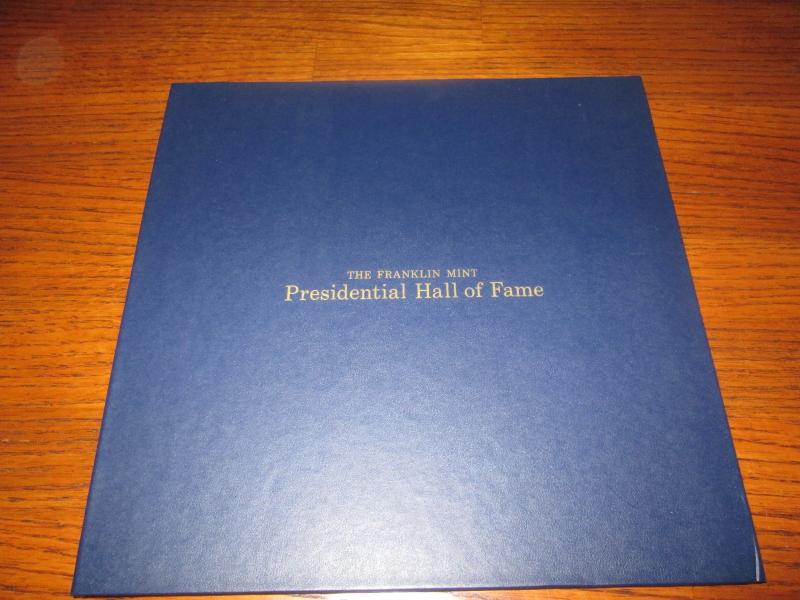 THE FRANKLIN MINT
Presidential Hall of Fame